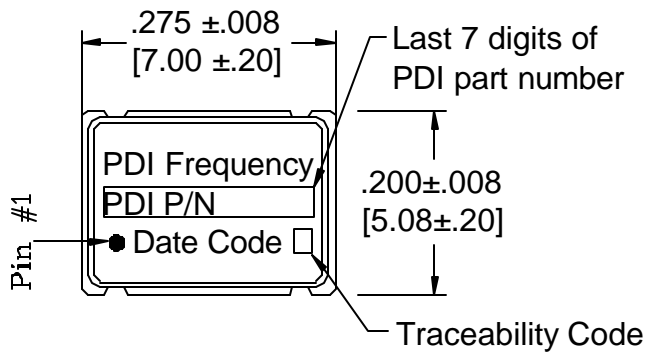 .275 ±.008
[7.00 ±.20]
Last 7 digits of
PDI part number
PDI Frequency
PDI P/N
Date Code
.200±.008
[5.08±.20]
Pin #1
Traceability Code